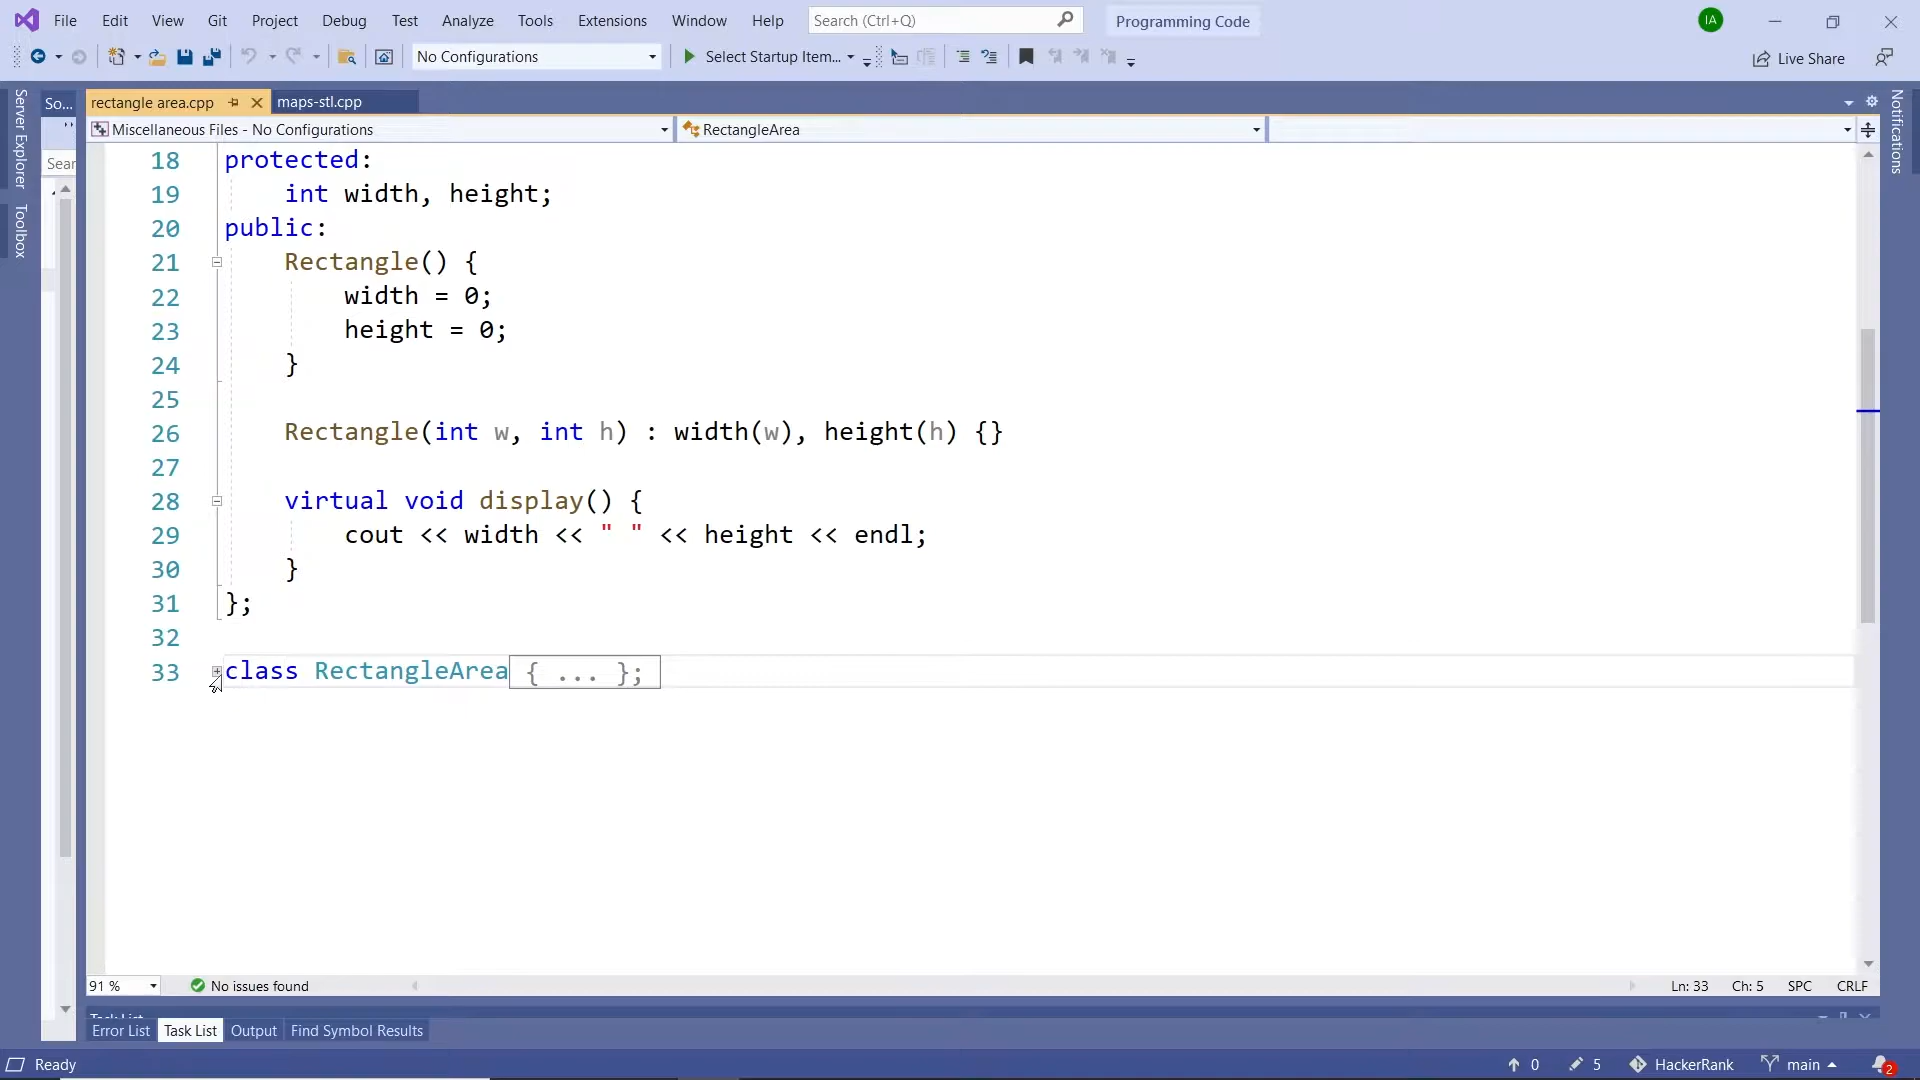 File Edit View Git Project Debug Test Analyze Tools Extensions Window Help Search (Ctrl+Q) Programming Code IA
No Configurations Select Startup Item... Live Share
Server Explorer
Toolbox
So...
Sear
rectangle area.cpp maps-stl.cpp
Notifications
Miscellaneous Files - No Configurations RectangleArea
18 protected:
19 int width, height;
20 public:
21 Rectangle() {
22 width = 0;
23 height = 0;
24 }
25
26 Rectangle(int w, int h) : width(w), height(h) {}
27
28 virtual void display() {
29 cout << width << " " << height << endl;
30 }
31 };
32
33 class RectangleArea { ... };
91 % No issues found Ln: 33 Ch: 5 SPC CRLF
Task List
Error List Task List Output Find Symbol Results
Ready 0 5 HackerRank main 2